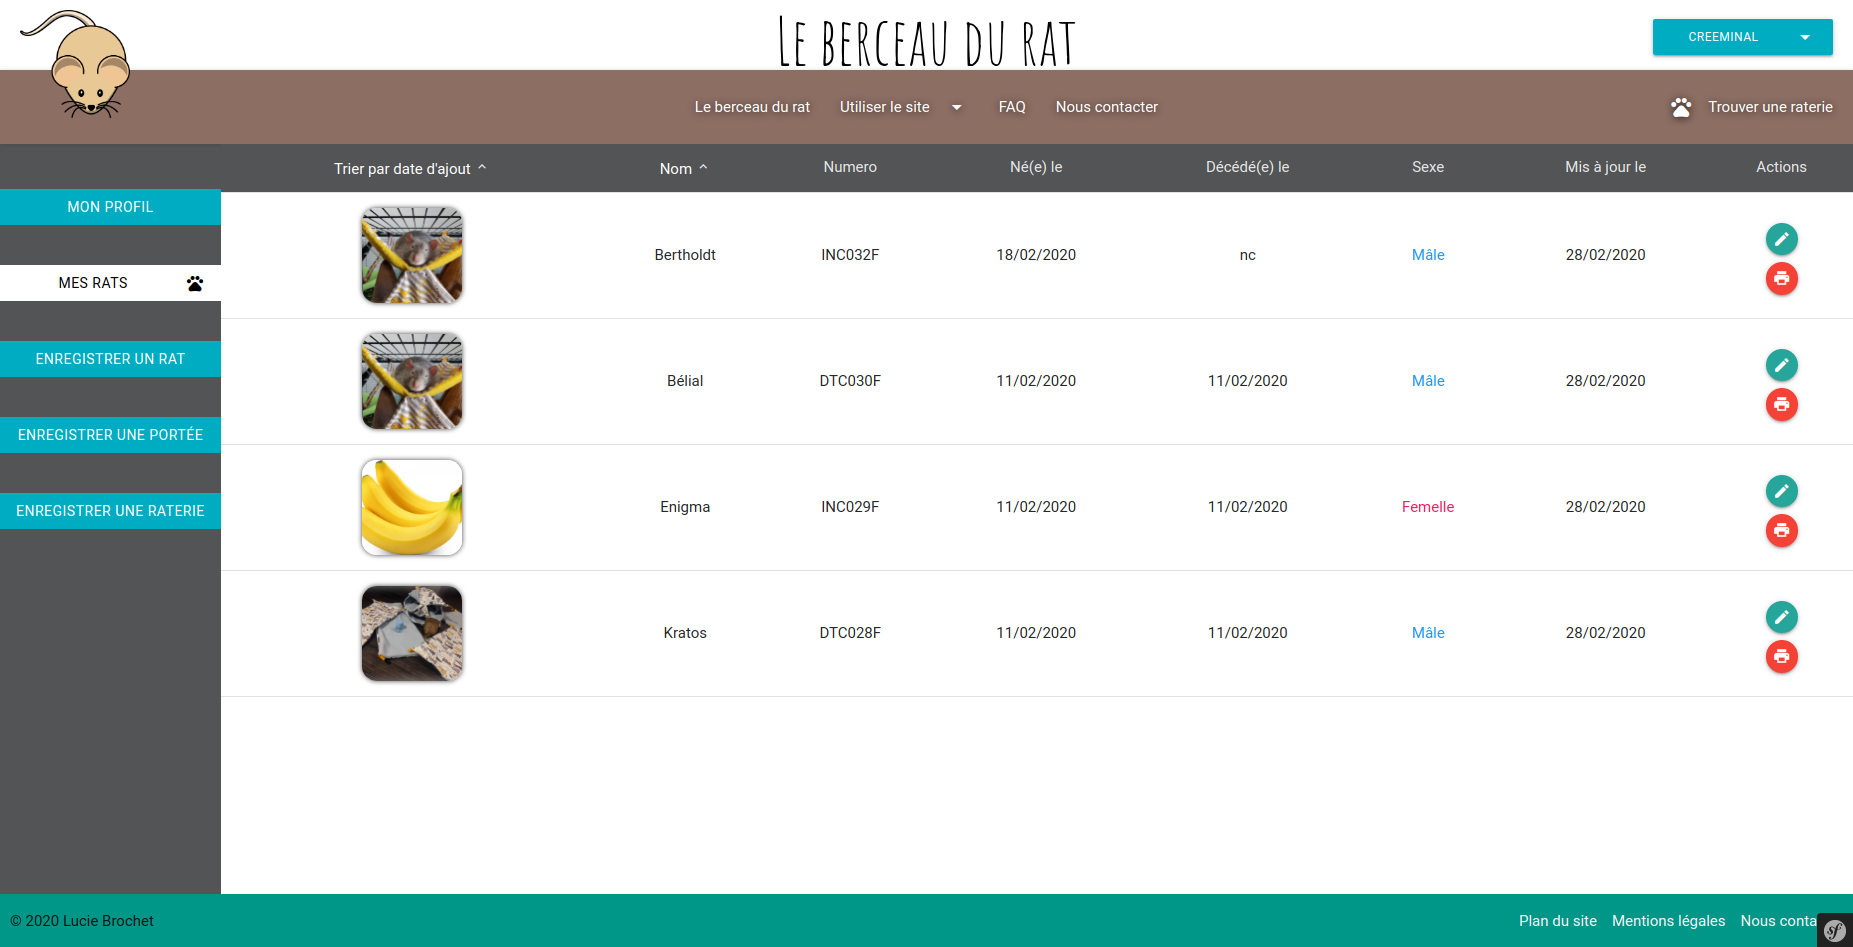 Le berceau du rat
CREEMINAL
Le berceau du rat Utiliser le site FAQ Nous contacter Trouver une raterie
Trier par date d'ajout Nom Numero Né(e) le Décédé(e) le Sexe Mis à jour le Actions
MON PROFIL
MES RATS
ENREGISTRER UN RAT
ENREGISTRER UNE PORTÉE
ENREGISTRER UNE RATERIE
Bertholdt INC032F 18/02/2020 nc Mâle 28/02/2020
Bélial DTC030F 11/02/2020 11/02/2020 Mâle 28/02/2020
Enigma INC029F 11/02/2020 11/02/2020 Femelle 28/02/2020
Kratos DTC028F 11/02/2020 11/02/2020 Mâle 28/02/2020
© 2020 Lucie Brochet Plan du site Mentions légales Nous conta
sf